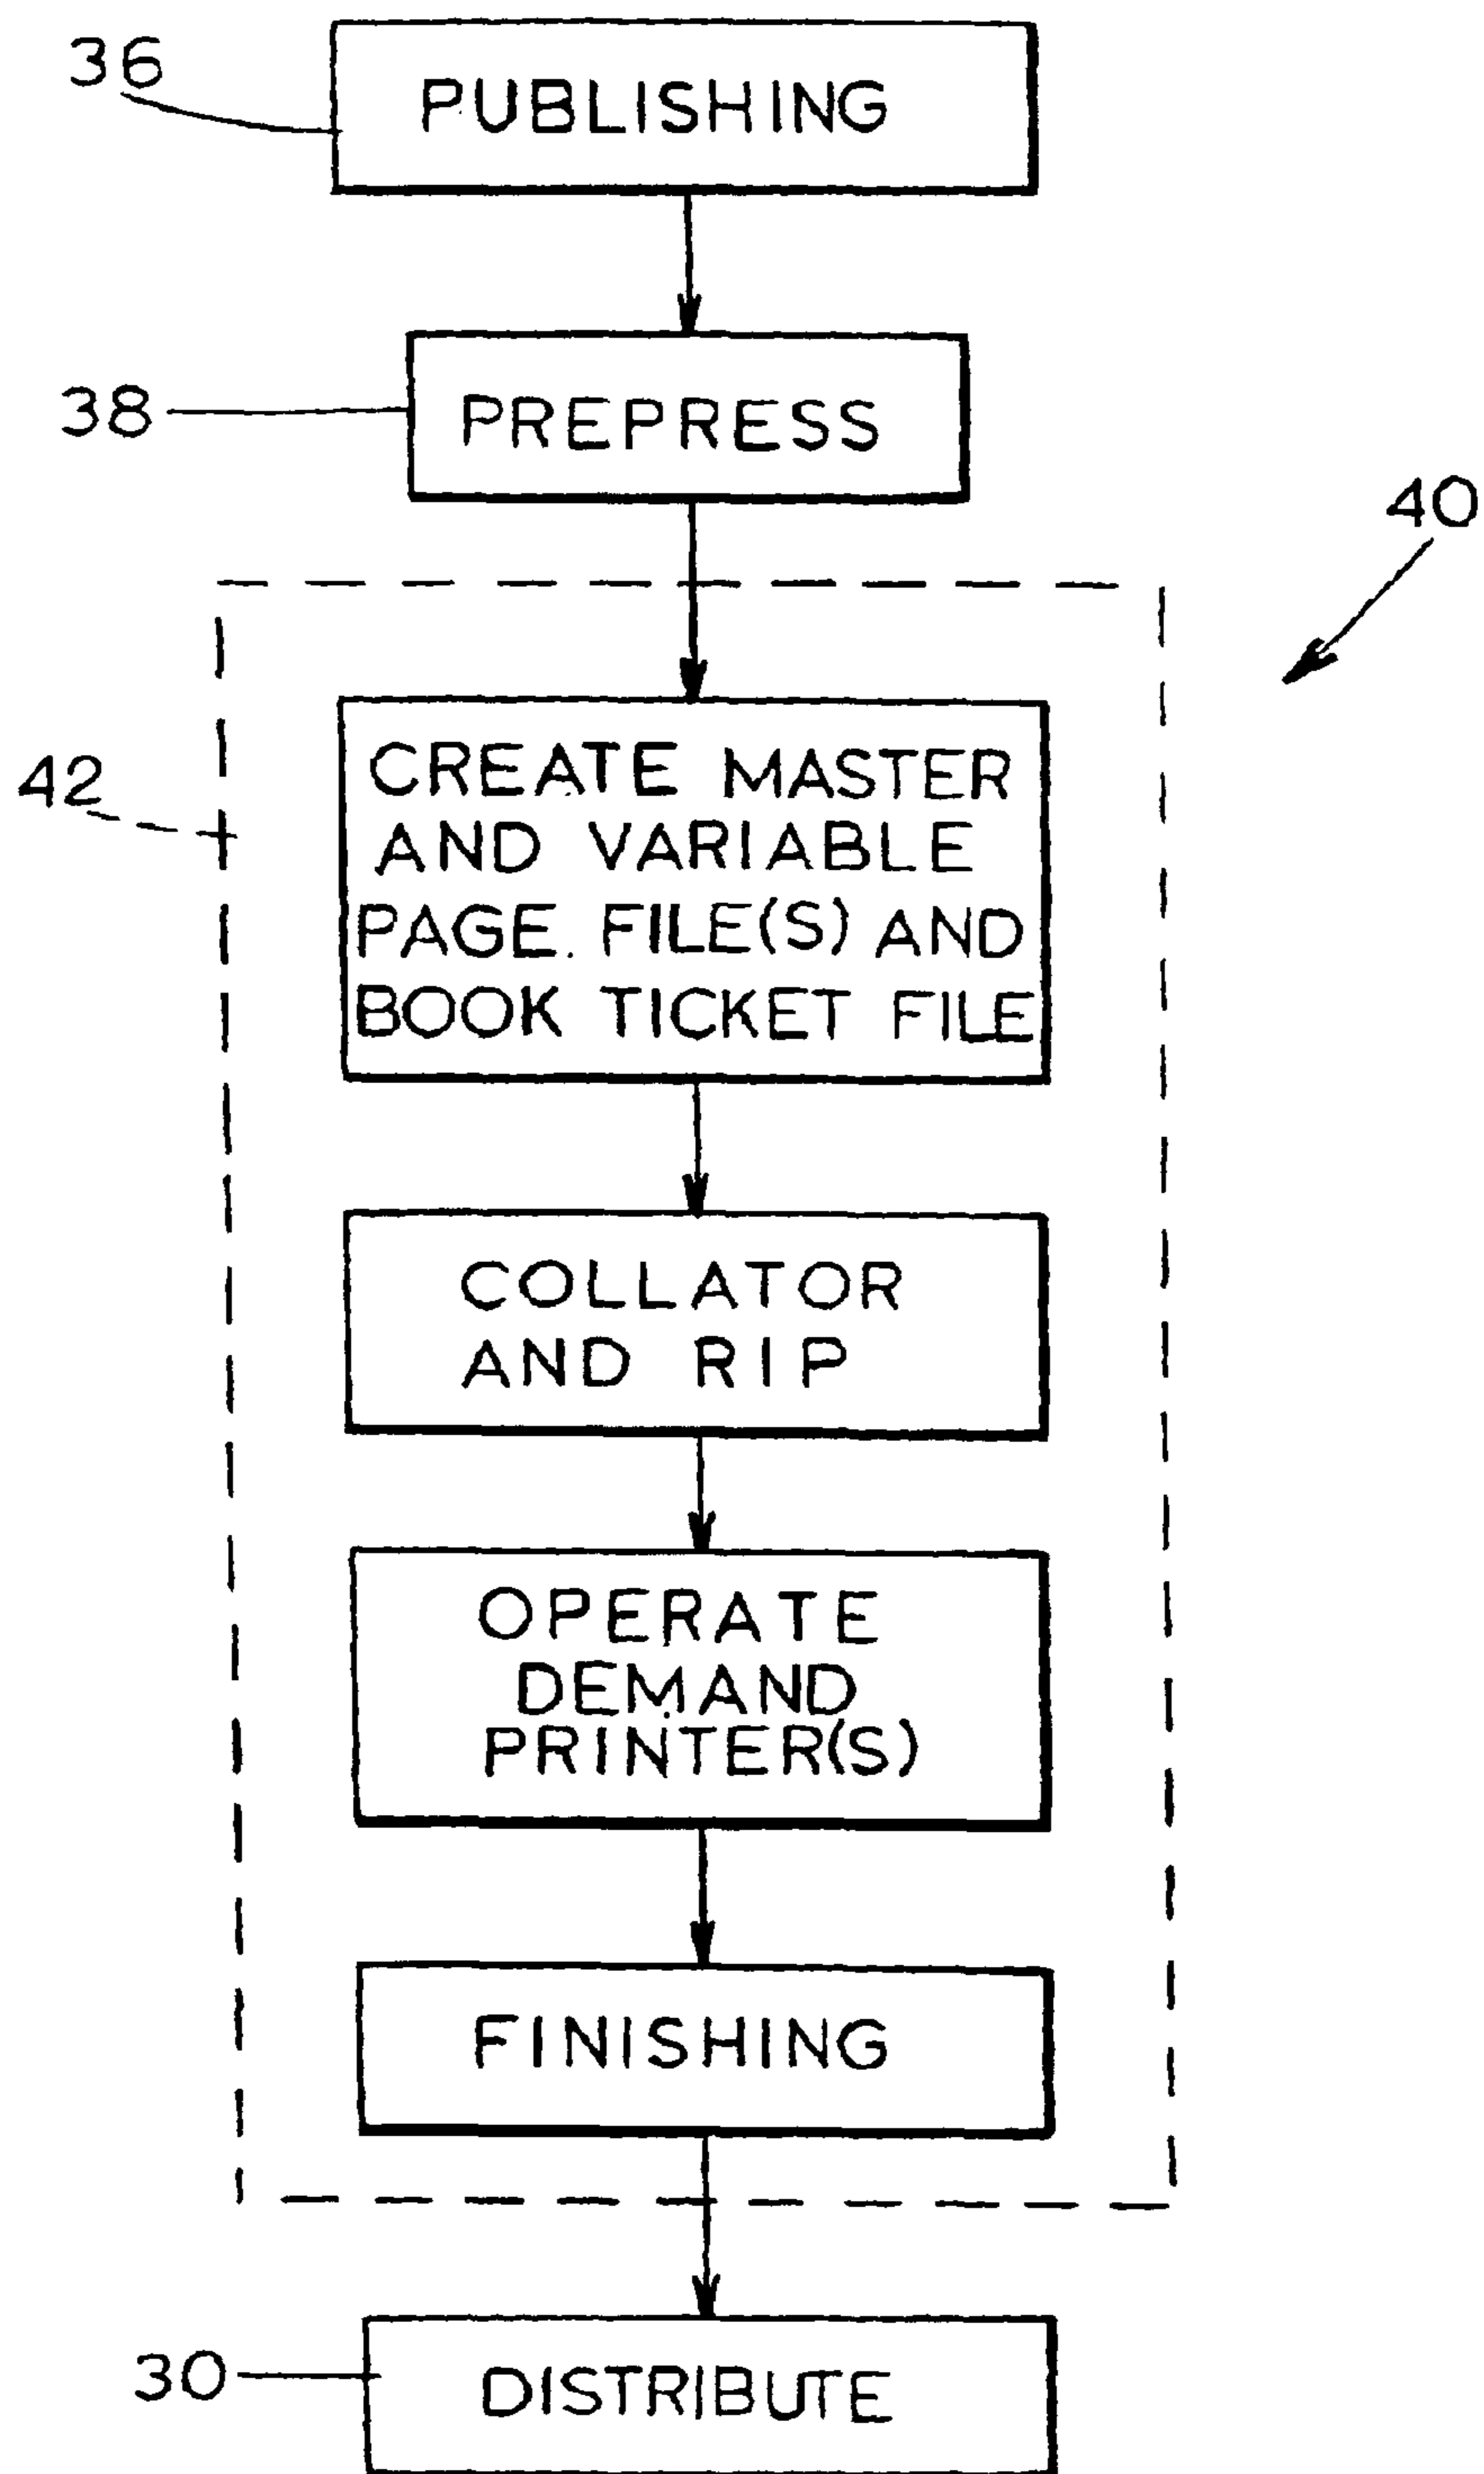 36
PUBLISHING
38
PREPRESS
40
42
CREATE MASTER
AND VARIABLE
PAGE. FILE(S) AND
BOOK TICKET FILE
COLLATOR
AND RIP
OPERATE
DEMAND
PRINTER(S)
FINISHING
30
DISTRIBUTE